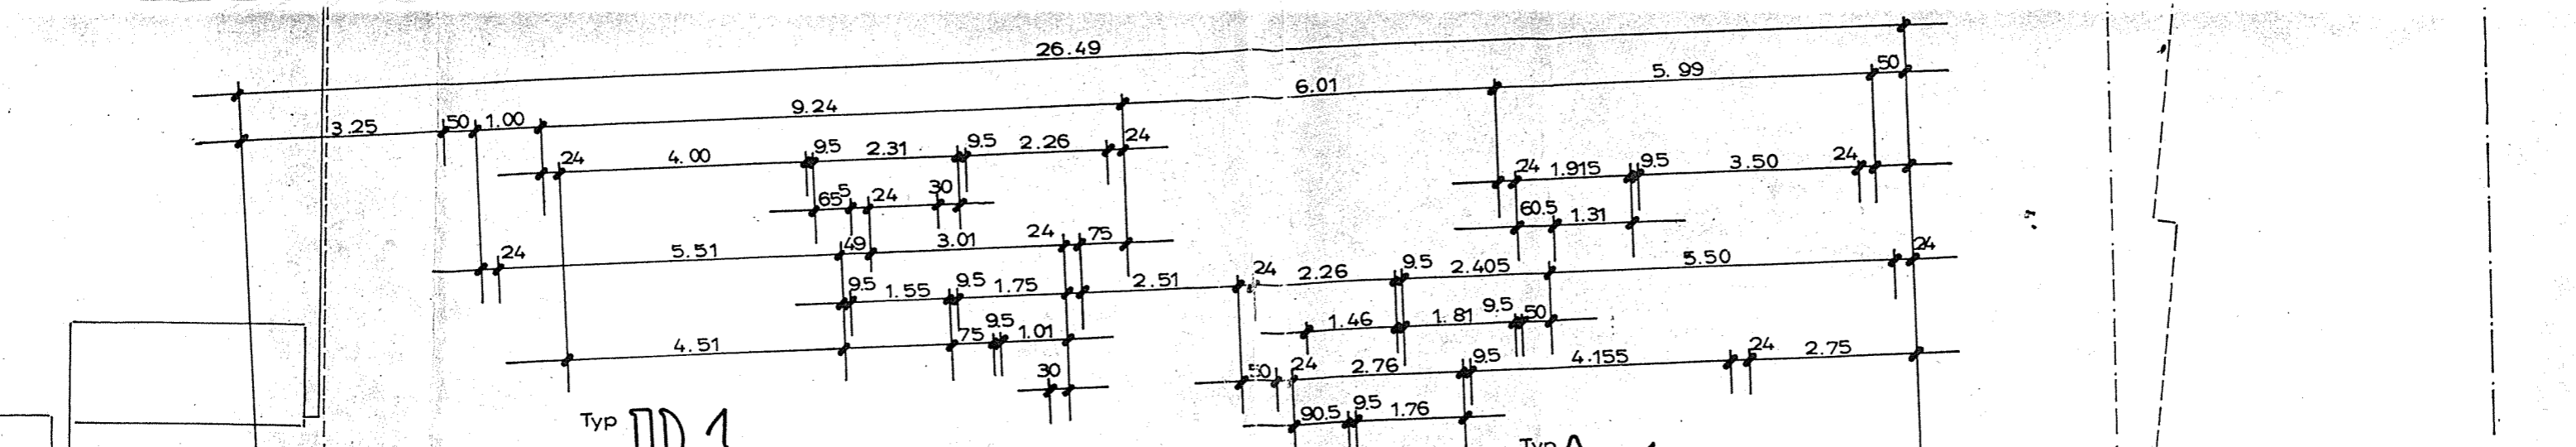 26.49
3.25 50 1.00 9.24 6.01 5.99 50
24 4.00 9.5 2.31 9.5 2.26 24
24 1.915 9.5 3.50 24
65⁵ 24 30
60.5 1.31
24 5.51 49 3.01 24 75
9.5 1.55 9.5 1.75 2.51 24 2.26 9.5 2.405 5.50 24
1.46 1.81 9.5 50
4.51 75 9.5 1.01
50 24 2.76 9.5 4.155 24 2.75
30
90.5 9.5 1.76
Typ
Typ